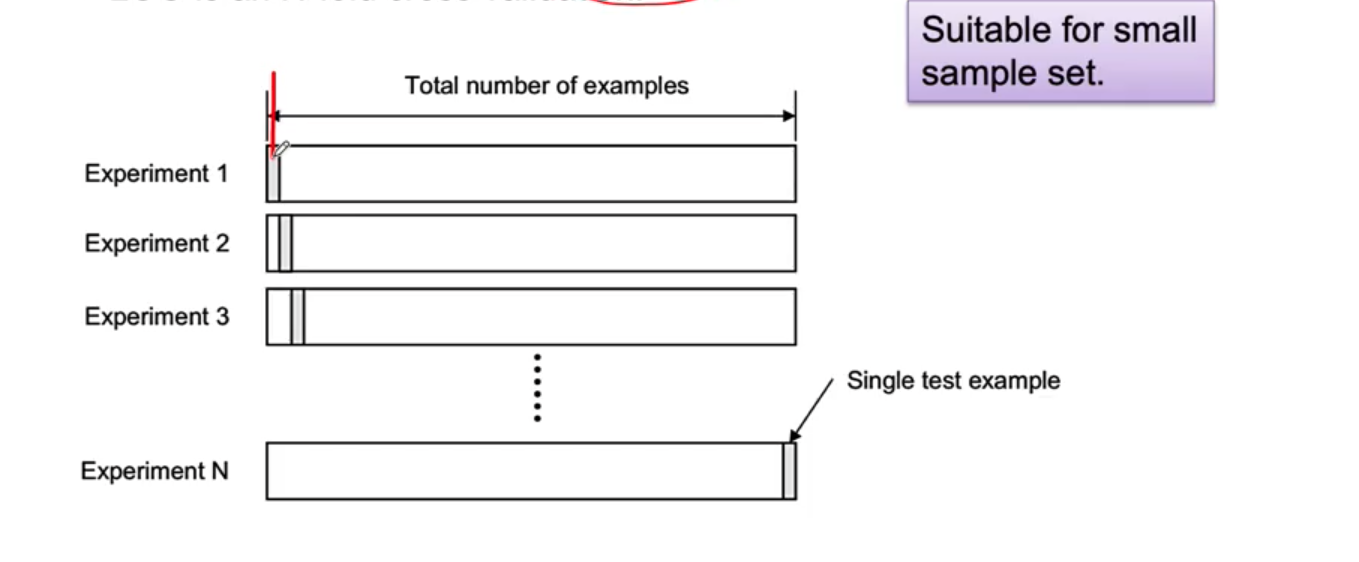 Suitable for small
sample set.
Total number of examples
Experiment 1
Experiment 2
Experiment 3
Single test example
Experiment N